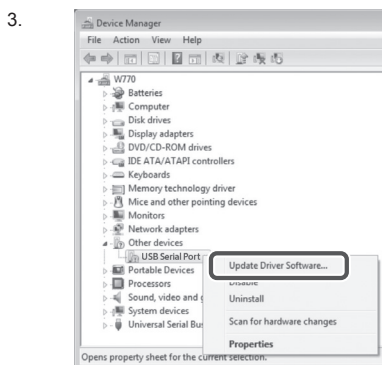 3.
Device Manager
File Action View Help
W770
Batteries
Computer
Disk drives
Display adapters
DVD/CD-ROM drives
IDE ATA/ATAPI controllers
Keyboards
Memory technology driver
Mice and other pointing devices
Monitors
Network adapters
Other devices
USB Serial Port
Update Driver Software...
Portable Devices
Disable
Processors
Sound, video and g
Uninstall
System devices
Scan for hardware changes
Universal Serial Bus
Properties
Opens property sheet for the current selection.